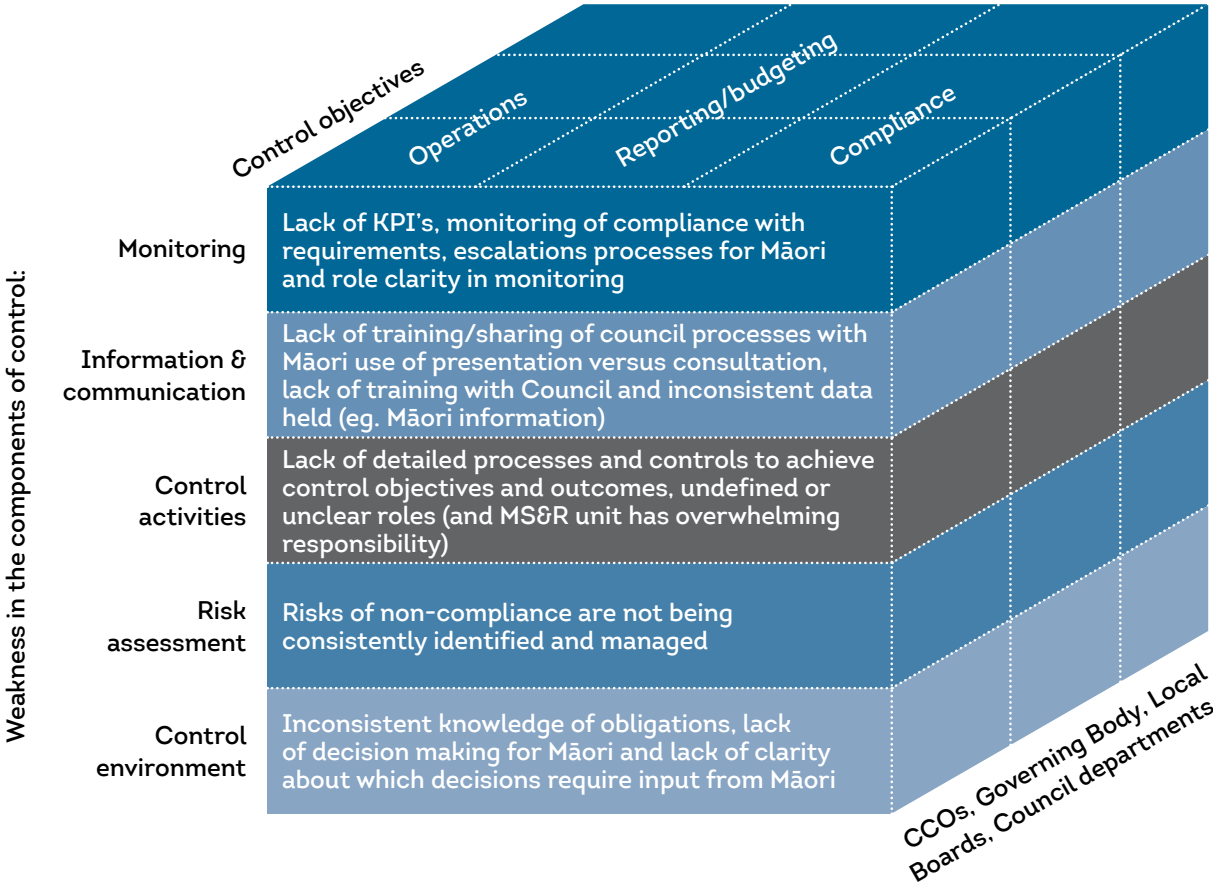 Control objectives
Operations
Reporting/budgeting
Compliance
Weakness in the components of control:
Monitoring
Lack of KPI's, monitoring of compliance with
requirements, escalations processes for Māori
and role clarity in monitoring
Information &
communication
Lack of training/sharing of council processes with
Māori use of presentation versus consultation,
lack of training with Council and inconsistent data
held (eg. Māori information)
Control
activities
Lack of detailed processes and controls to achieve
control objectives and outcomes, undefined or
unclear roles (and MS&R unit has overwhelming
responsibility)
Risk
assessment
Risks of non-compliance are not being
consistently identified and managed
Control
environment
Inconsistent knowledge of obligations, lack
of decision making for Māori and lack of clarity
about which decisions require input from Māori
CCOs, Governing Body, Local
Boards, Council departments